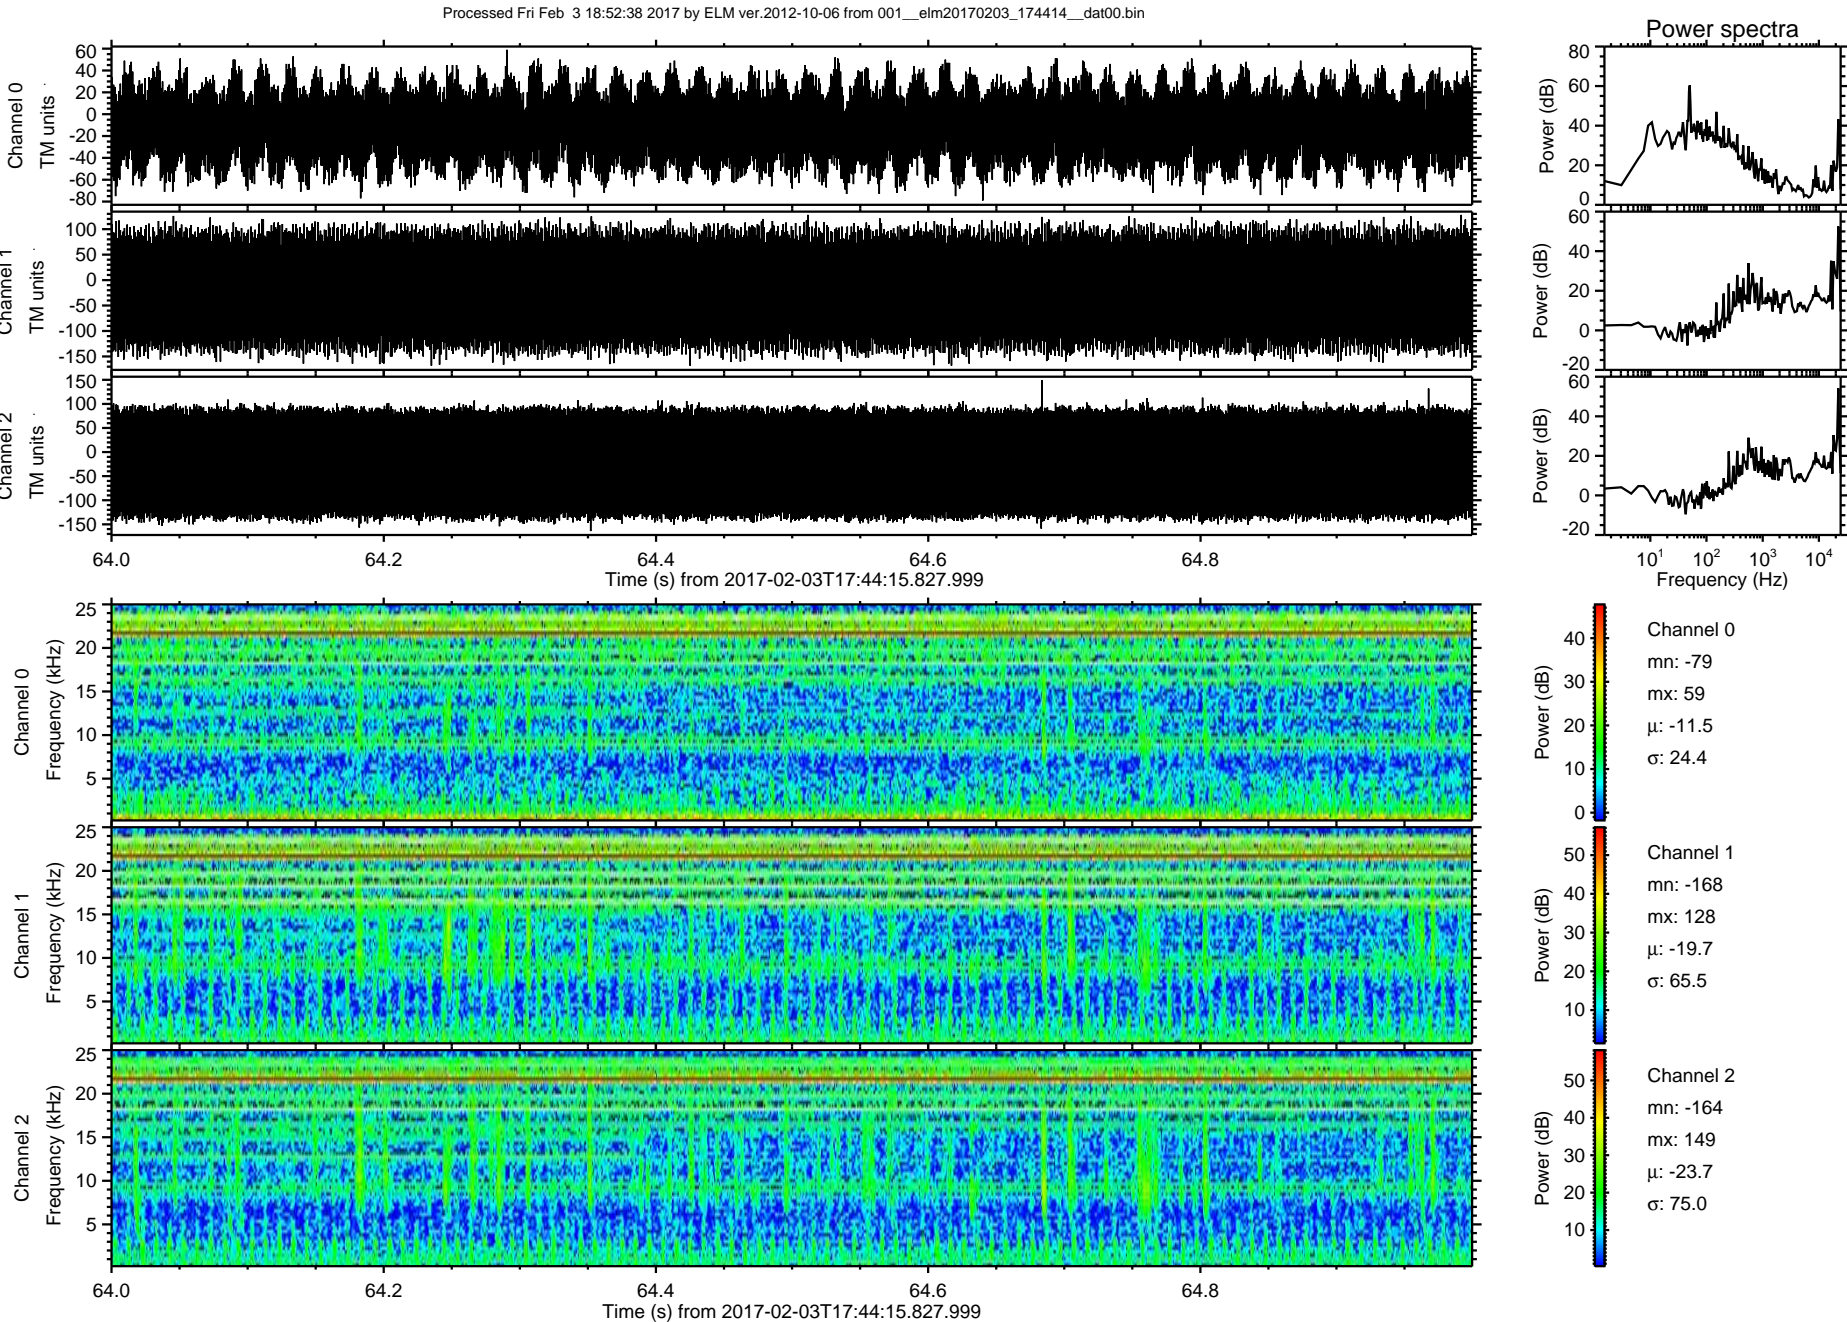 Processed Fri Feb  3 18:52:38 2017 by ELM ver.2012-10-06 from 001__elm20170203_174414__dat00.bin
Power spectra
Channel 0
TM units
60
40
20
0
-20
-40
-60
-80
Power (dB)
80
60
40
20
0
Channel 1
TM units
100
50
0
-50
-100
-150
Power (dB)
60
40
20
0
-20
Channel 2
TM units
150
100
50
0
-50
-100
-150
Power (dB)
60
40
20
0
-20
64.0 64.2 64.4 64.6 64.8
Time (s) from 2017-02-03T17:44:15.827.999
10^1 10^2 10^3 10^4
Frequency (Hz)
Channel 0
Frequency (kHz)
25
20
15
10
5
Power (dB)
40
30
20
10
0
Channel 0
mn: -79
mx: 59
μ: -11.5
σ: 24.4
Channel 1
Frequency (kHz)
25
20
15
10
5
Power (dB)
50
40
30
20
10
Channel 1
mn: -168
mx: 128
μ: -19.7
σ: 65.5
Channel 2
Frequency (kHz)
25
20
15
10
5
Power (dB)
50
40
30
20
10
Channel 2
mn: -164
mx: 149
μ: -23.7
σ: 75.0
64.0 64.2 64.4 64.6 64.8
Time (s) from 2017-02-03T17:44:15.827.999